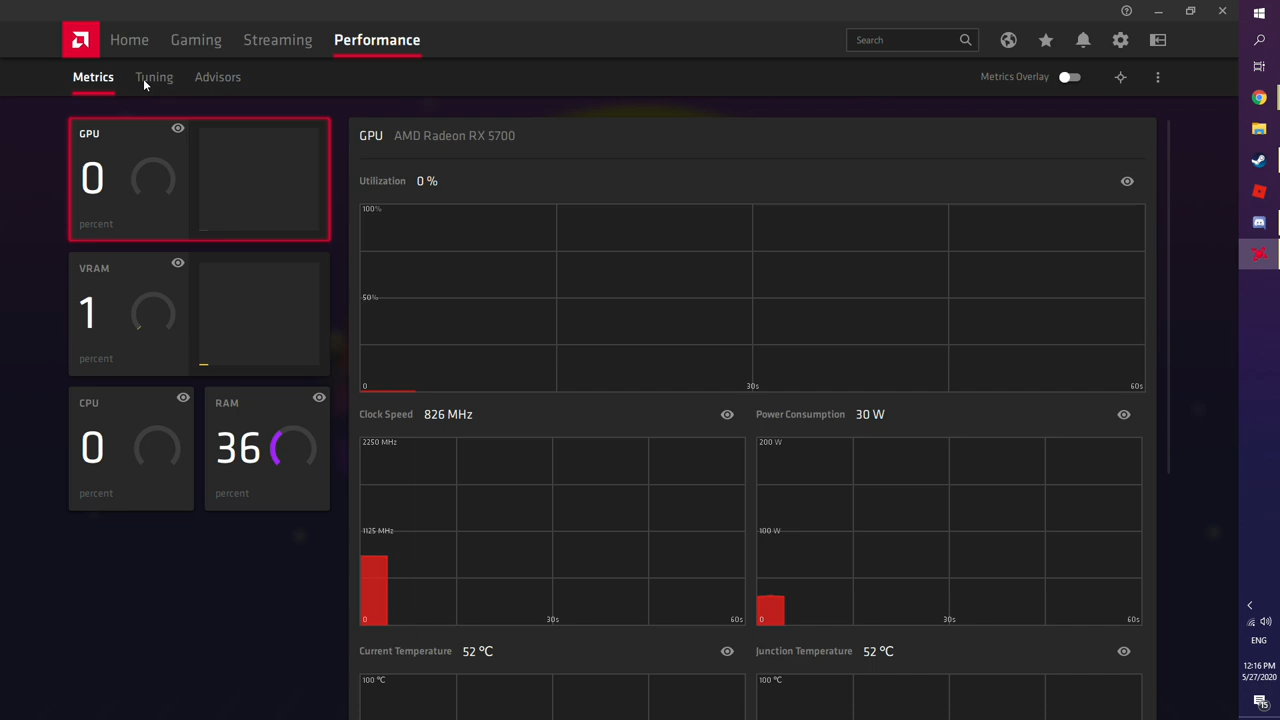 Home Gaming Streaming Performance Search
Metrics Tuning Advisors Metrics Overlay
GPU
0
percent
VRAM
1
percent
CPU
0
percent
RAM
36
percent
GPU AMD Radeon RX 5700
Utilization 0 %
100%
50%
0 30s 60s
Clock Speed 826 MHz
2250 MHz
1125 MHz
0 30s 60s
Power Consumption 30 W
200 W
100 W
0 30s 60s
Current Temperature 52 °C
100 °C
Junction Temperature 52 °C
100 °C
ENG
12:16 PM
5/27/2020
15